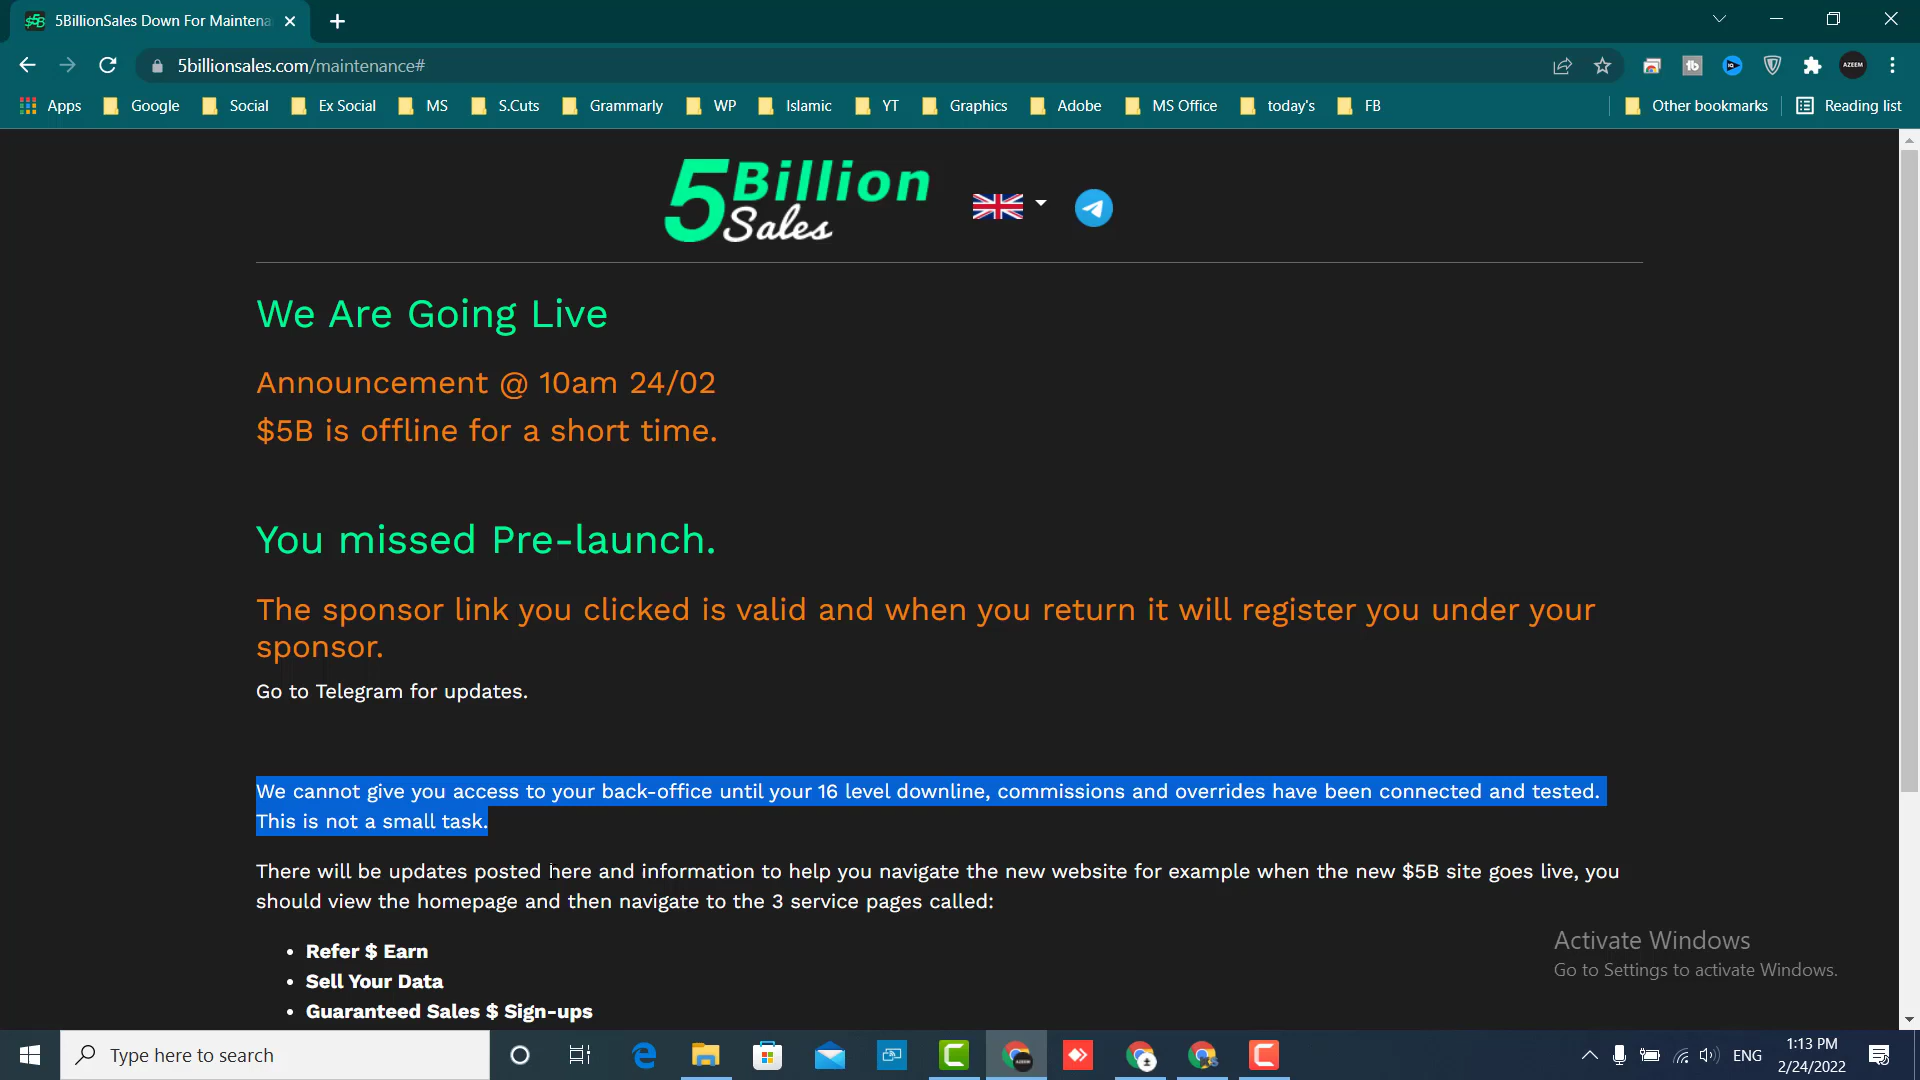 5BillionSales Down For Maintena
5billionsales.com/maintenance#
AZEEM
Apps Google Social Ex Social MS S.Cuts Grammarly WP Islamic YT Graphics Adobe MS Office today's FB Other bookmarks Reading list
5Billion
Sales
We Are Going Live
Announcement @ 10am 24/02
$5B is offline for a short time.
You missed Pre-launch.
The sponsor link you clicked is valid and when you return it will register you under your
sponsor.
Go to Telegram for updates.
We cannot give you access to your back-office until your 16 level downline, commissions and overrides have been connected and tested.
This is not a small task.
There will be updates posted here and information to help you navigate the new website for example when the new $5B site goes live, you
should view the homepage and then navigate to the 3 service pages called:
• Refer $ Earn
• Sell Your Data
• Guaranteed Sales $ Sign-ups
Activate Windows
Go to Settings to activate Windows.
Type here to search
ENG
1:13 PM
2/24/2022